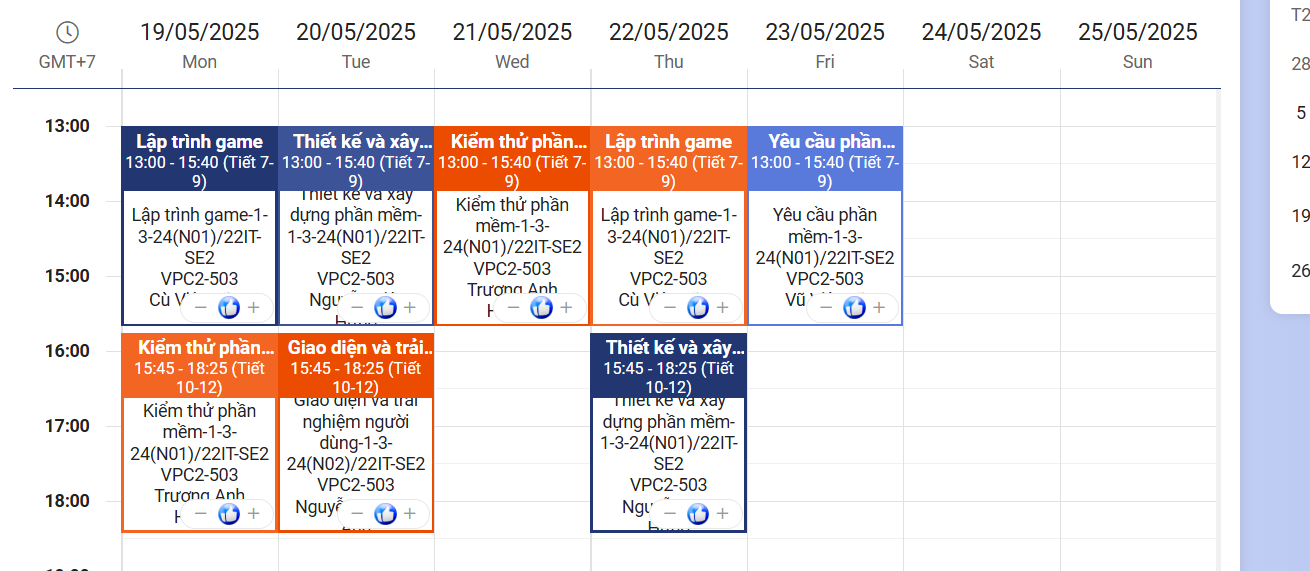 19/05/2025 20/05/2025 21/05/2025 22/05/2025 23/05/2025 24/05/2025 25/05/2025
GMT+7 Mon Tue Wed Thu Fri Sat Sun
T2
28
5
12
19
26
13:00
14:00
15:00
16:00
17:00
18:00
Lập trình game
13:00 - 15:40 (Tiết 7-
9)
Lập trình game-1-
3-24(N01)/22IT-
SE2
VPC2-503
Cù
Kiểm thử phần...
15:45 - 18:25 (Tiết
10-12)
Kiểm thử phần
mềm-1-3-
24(N01)/22IT-SE2
VPC2-503
Trương Anh
Thiết kế và xây...
13:00 - 15:40 (Tiết 7-
9)
Thiết kế và xây
dựng phần mềm-
1-3-24(N01)/22IT-
SE2
VPC2-503
Giao diện và trải...
15:45 - 18:25 (Tiết
10-12)
Giao diện và trải
nghiệm người
dùng-1-3-
24(N02)/22IT-SE2
VPC2-503
Kiểm thử phần...
13:00 - 15:40 (Tiết 7-
9)
Kiểm thử phần
mềm-1-3-
24(N01)/22IT-SE2
VPC2-503
Trương Anh
Lập trình game
13:00 - 15:40 (Tiết 7-
9)
Lập trình game-1-
3-24(N01)/22IT-
SE2
VPC2-503
Cù
Thiết kế và xây...
15:45 - 18:25 (Tiết
10-12)
Thiết kế và xây
dựng phần mềm-
1-3-24(N01)/22IT-
SE2
VPC2-503
Yêu cầu phần...
13:00 - 15:40 (Tiết 7-
9)
Yêu cầu phần
mềm-1-3-
24(N01)/22IT-SE2
VPC2-503
Vũ